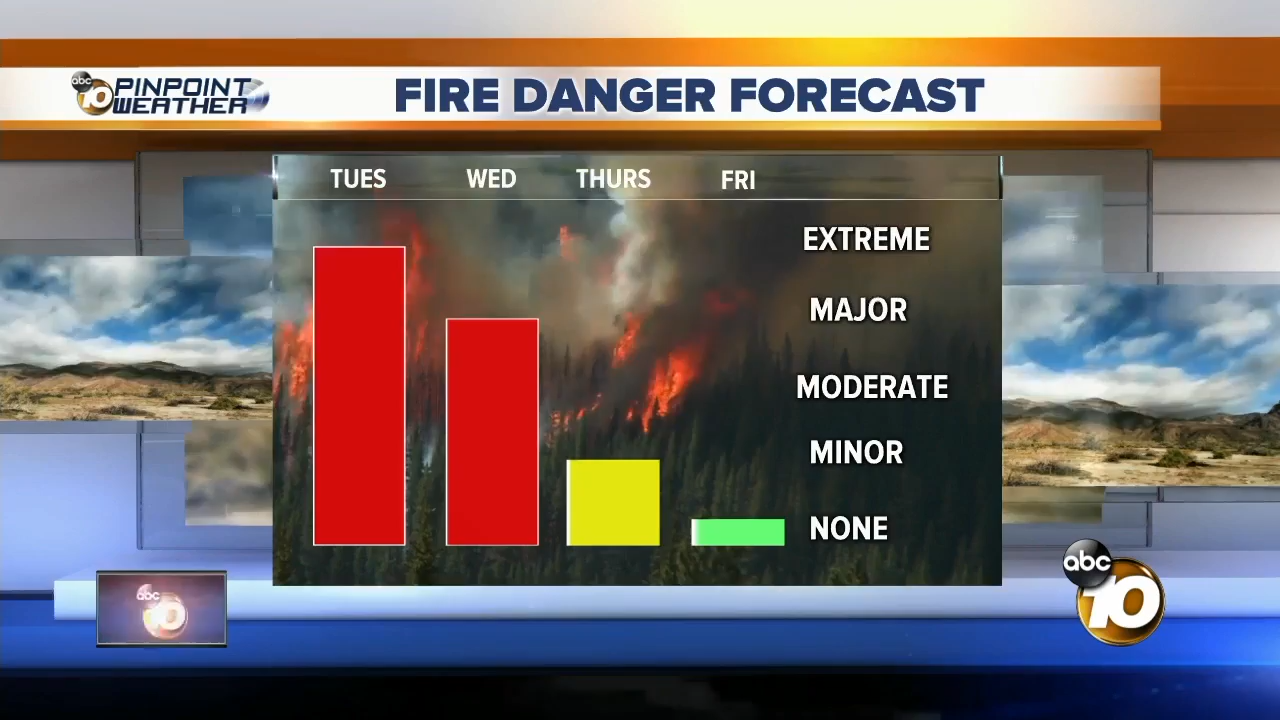 abc
10
PINPOINT
WEATHER
FIRE DANGER FORECAST
TUES WED THURS FRI
EXTREME
MAJOR
MODERATE
MINOR
NONE
abc
10
abc
10